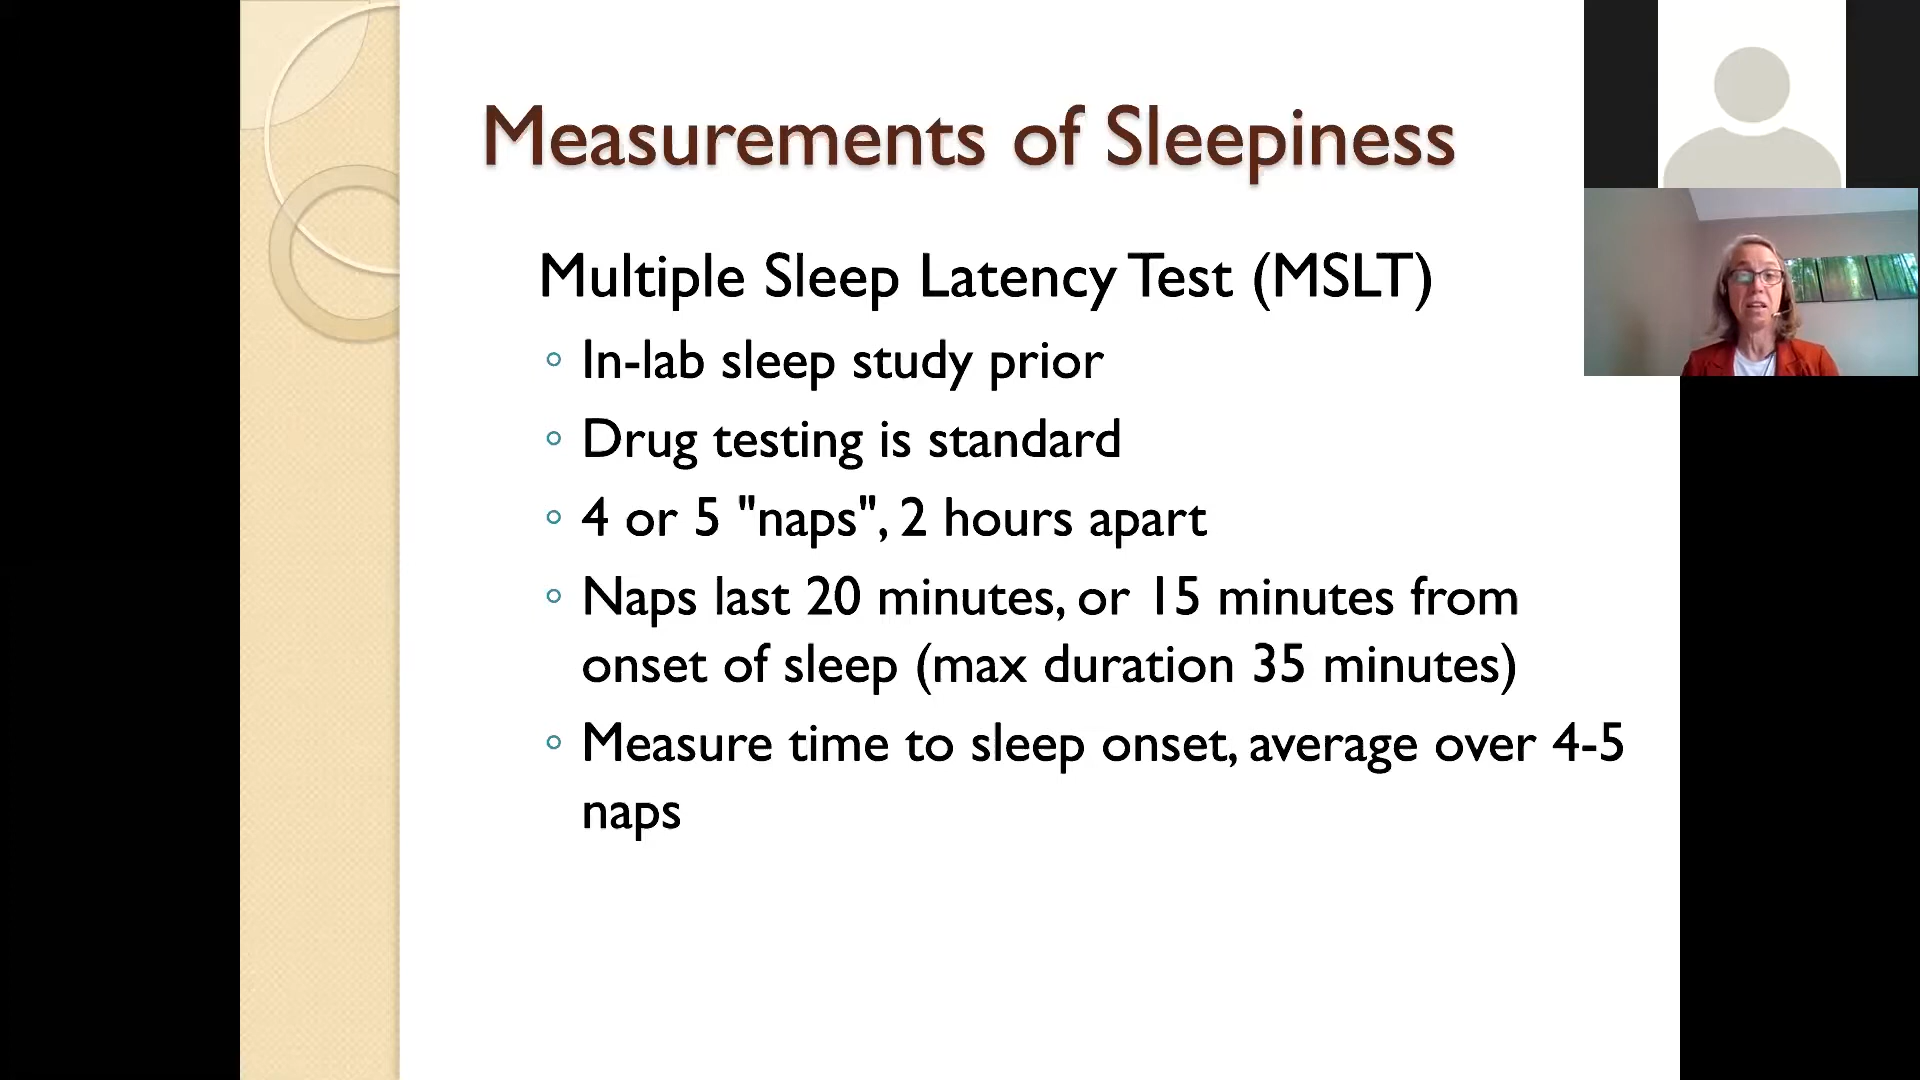 Measurements of Sleepiness
Multiple Sleep Latency Test (MSLT)
◦ In-lab sleep study prior
◦ Drug testing is standard
◦ 4 or 5 "naps", 2 hours apart
◦ Naps last 20 minutes, or 15 minutes from
onset of sleep (max duration 35 minutes)
◦ Measure time to sleep onset, average over 4-5
naps